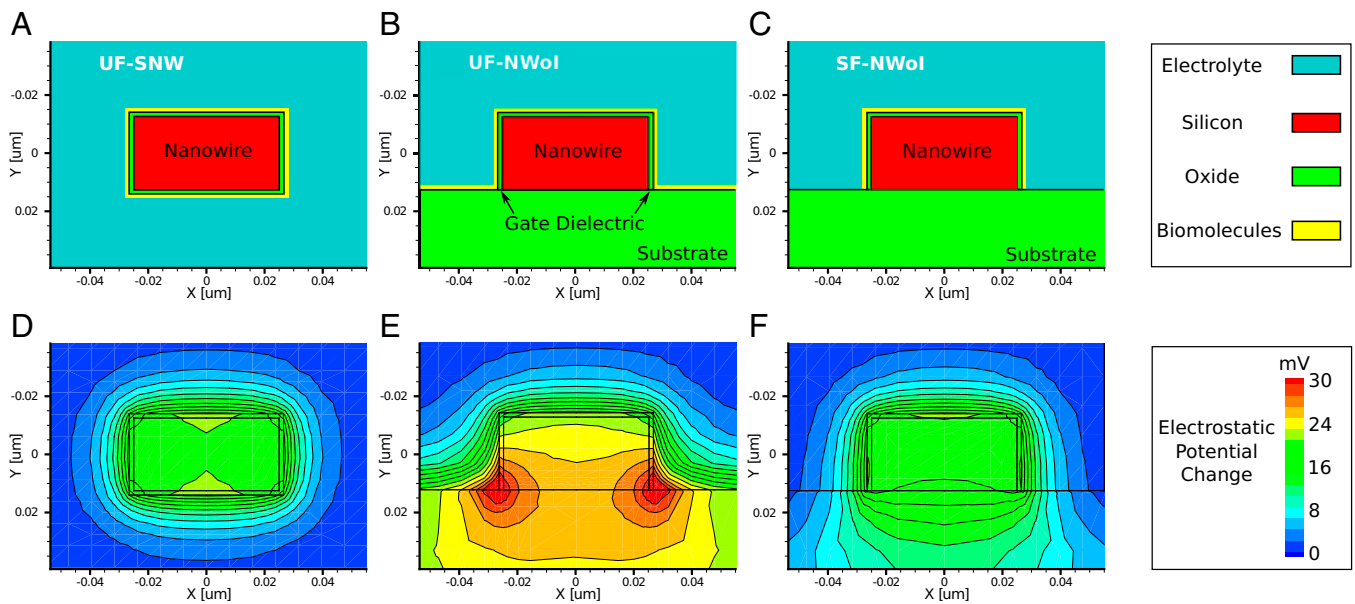 A
B
C
UF-SNW
UF-NWoI
SF-NWoI
Nanowire
Nanowire
Nanowire
Gate Dielectric
Substrate
Substrate
Y [um]
-0.02
0
0.02
Y [um]
-0.02
0
0.02
Y [um]
-0.02
0
0.02
-0.04 -0.02 0 0.02 0.04
X [um]
-0.04 -0.02 0 0.02 0.04
X [um]
-0.04 -0.02 0 0.02 0.04
X [um]
Electrolyte
Silicon
Oxide
Biomolecules
D
E
F
Y [um]
-0.02
0
0.02
Y [um]
-0.02
0
0.02
Y [um]
-0.02
0
0.02
-0.04 -0.02 0 0.02 0.04
X [um]
-0.04 -0.02 0 0.02 0.04
X [um]
-0.04 -0.02 0 0.02 0.04
X [um]
Electrostatic
Potential
Change
mV
30
24
16
8
0